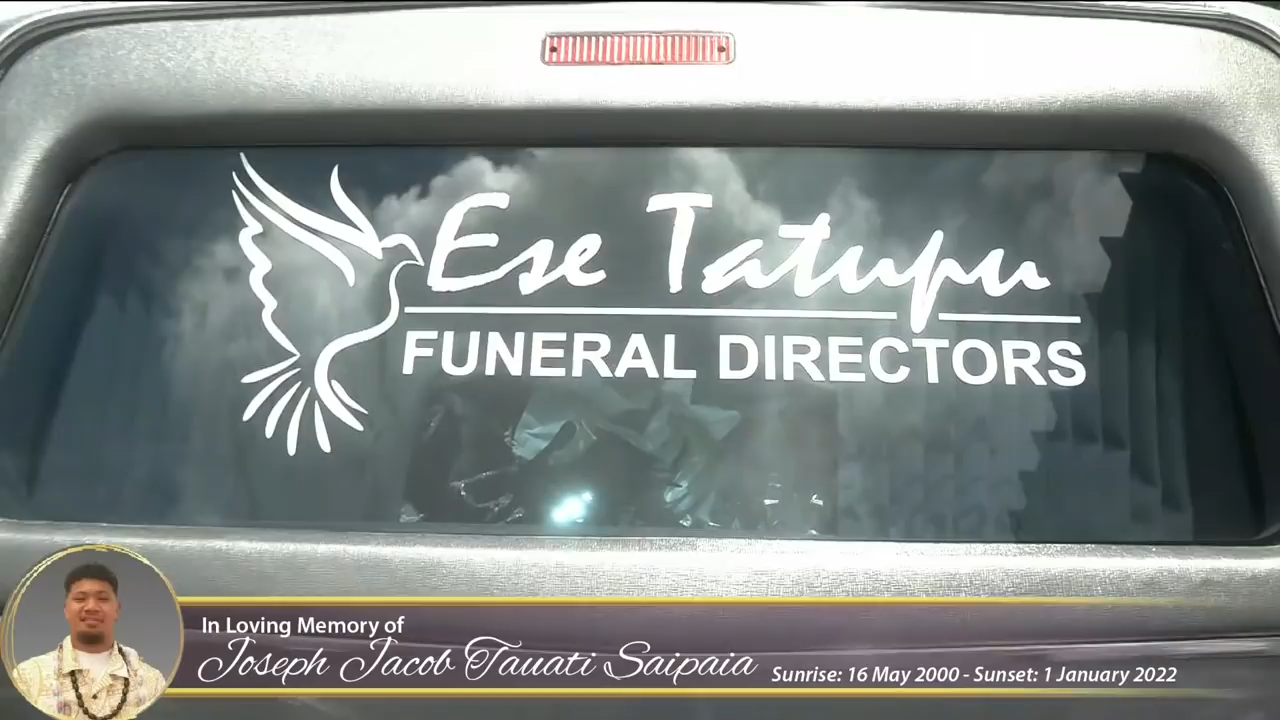 Ese Tatupu
FUNERAL DIRECTORS
In Loving Memory of
Joseph Jacob Tauati Saipaia
Sunrise: 16 May 2000 - Sunset: 1 January 2022